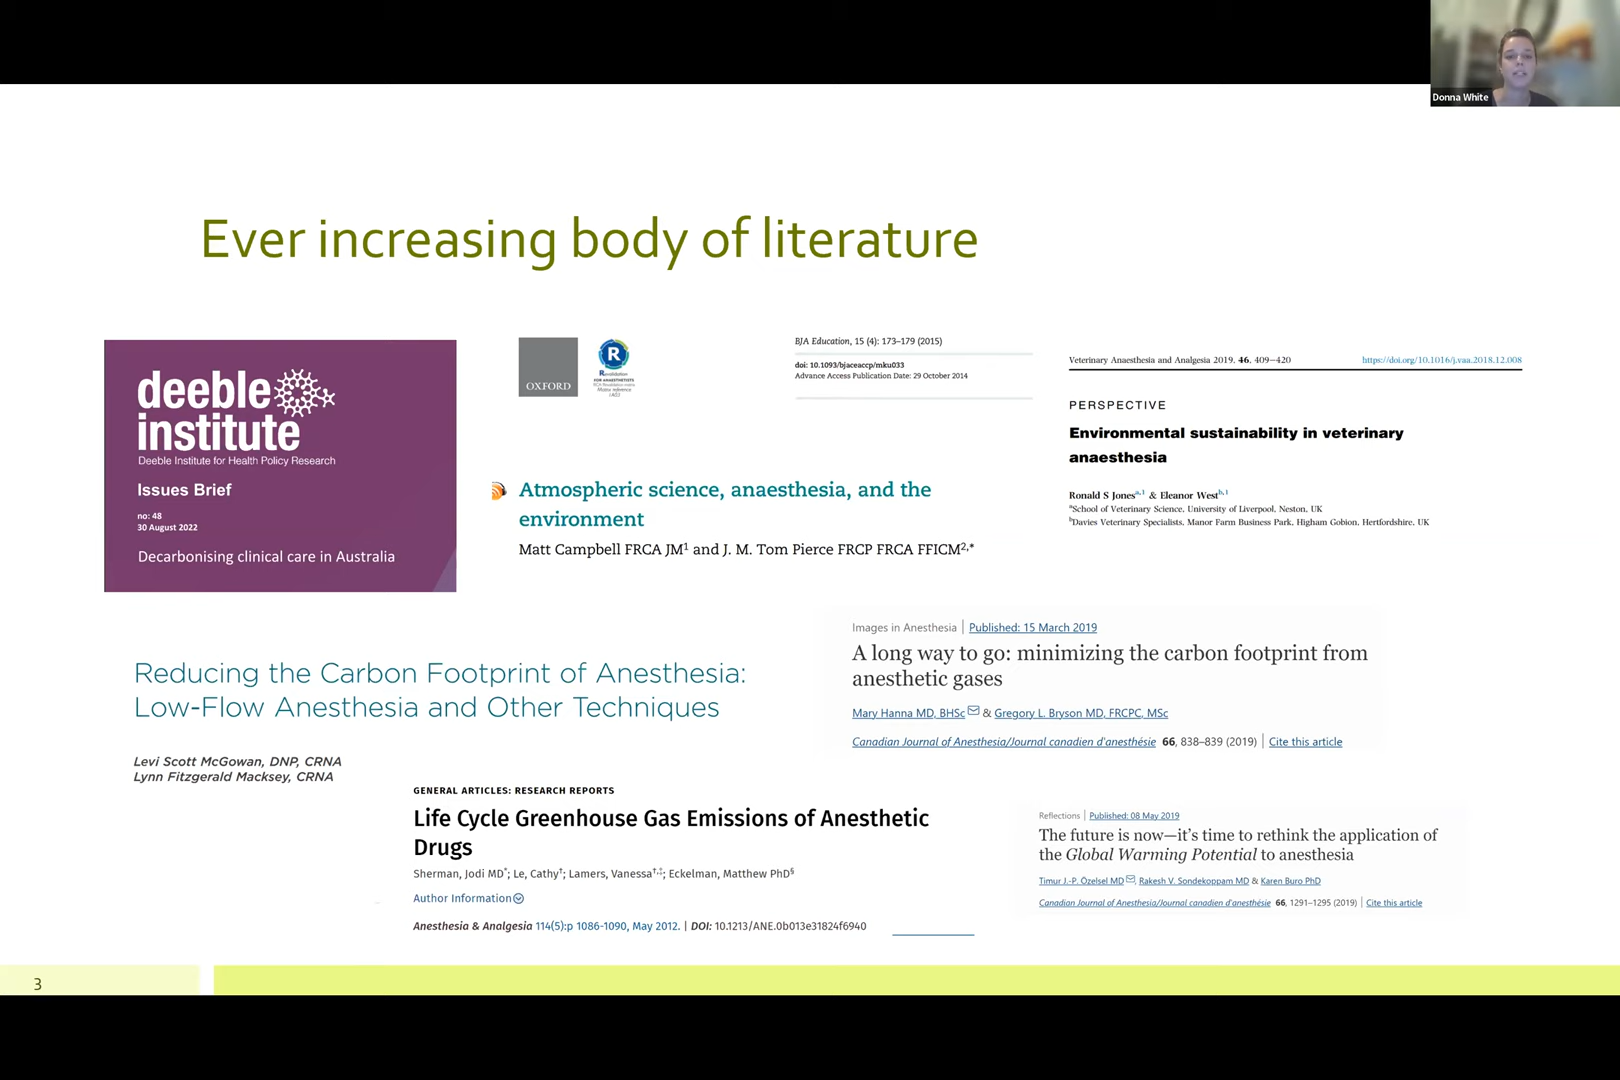 Donna White
Ever increasing body of literature
deeble
institute
Deeble Institute for Health Policy Research
Issues Brief
no: 48
30 August 2022
Decarbonising clinical care in Australia
OXFORD
R
Revalidation
FOR ANAESTHETISTS
BJA Education, 15 (4): 173–179 (2015)
doi: 10.1093/bjaceaccp/mku033
Advance Access Publication Date: 29 October 2014
Atmospheric science, anaesthesia, and the
environment
Matt Campbell FRCA JM1 and J. M. Tom Pierce FRCP FRCA FFICM2,*
Veterinary Anaesthesia and Analgesia 2019, 46, 409–420
https://doi.org/10.1016/j.vaa.2018.12.008
PERSPECTIVE
Environmental sustainability in veterinary
anaesthesia
Ronald S Jonesa,1 & Eleanor Westb,1
aSchool of Veterinary Science, University of Liverpool, Neston, UK
bDavies Veterinary Specialists, Manor Farm Business Park, Higham Gobion, Hertfordshire, UK
Reducing the Carbon Footprint of Anesthesia:
Low-Flow Anesthesia and Other Techniques
Levi Scott McGowan, DNP, CRNA
Lynn Fitzgerald Macksey, CRNA
Images in Anesthesia | Published: 15 March 2019
A long way to go: minimizing the carbon footprint from
anesthetic gases
Mary Hanna MD, BHSc & Gregory L. Bryson MD, FRCPC, MSc
Canadian Journal of Anesthesia/Journal canadien d'anesthésie 66, 838–839 (2019) | Cite this article
GENERAL ARTICLES: RESEARCH REPORTS
Life Cycle Greenhouse Gas Emissions of Anesthetic
Drugs
Sherman, Jodi MD*; Le, Cathy†; Lamers, Vanessa†,‡; Eckelman, Matthew PhD§
Author Information
Anesthesia & Analgesia 114(5):p 1086-1090, May 2012. | DOI: 10.1213/ANE.0b013e31824f6940
Reflections | Published: 08 May 2019
The future is now—it's time to rethink the application of
the Global Warming Potential to anesthesia
Timur J.-P. Özelsel MD, Rakesh V. Sondekoppam MD & Karen Buro PhD
Canadian Journal of Anesthesia/Journal canadien d'anesthésie 66, 1291–1295 (2019) | Cite this article
3